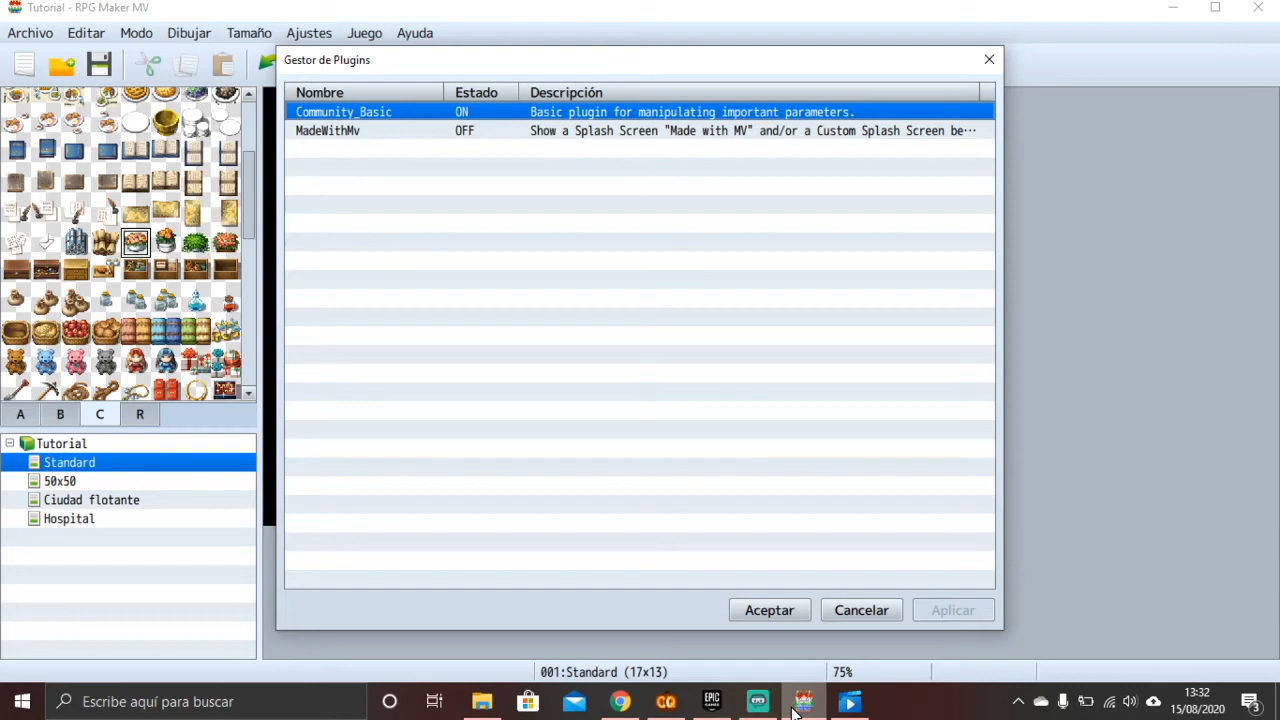 Tutorial - RPG Maker MV
Archivo Editar Modo Dibujar Tamaño Ajustes Juego Ayuda
Gestor de Plugins
Nombre Estado Descripción
Community_Basic ON Basic plugin for manipulating important parameters.
MadeWithMv OFF Show a Splash Screen "Made with MV" and/or a Custom Splash Screen be…
A B C R
Tutorial
Standard
50x50
Ciudad flotante
Hospital
Aceptar Cancelar Aplicar
001:Standard (17x13) 75%
Escribe aquí para buscar
EPIC GAMES
13:32
15/08/2020
3